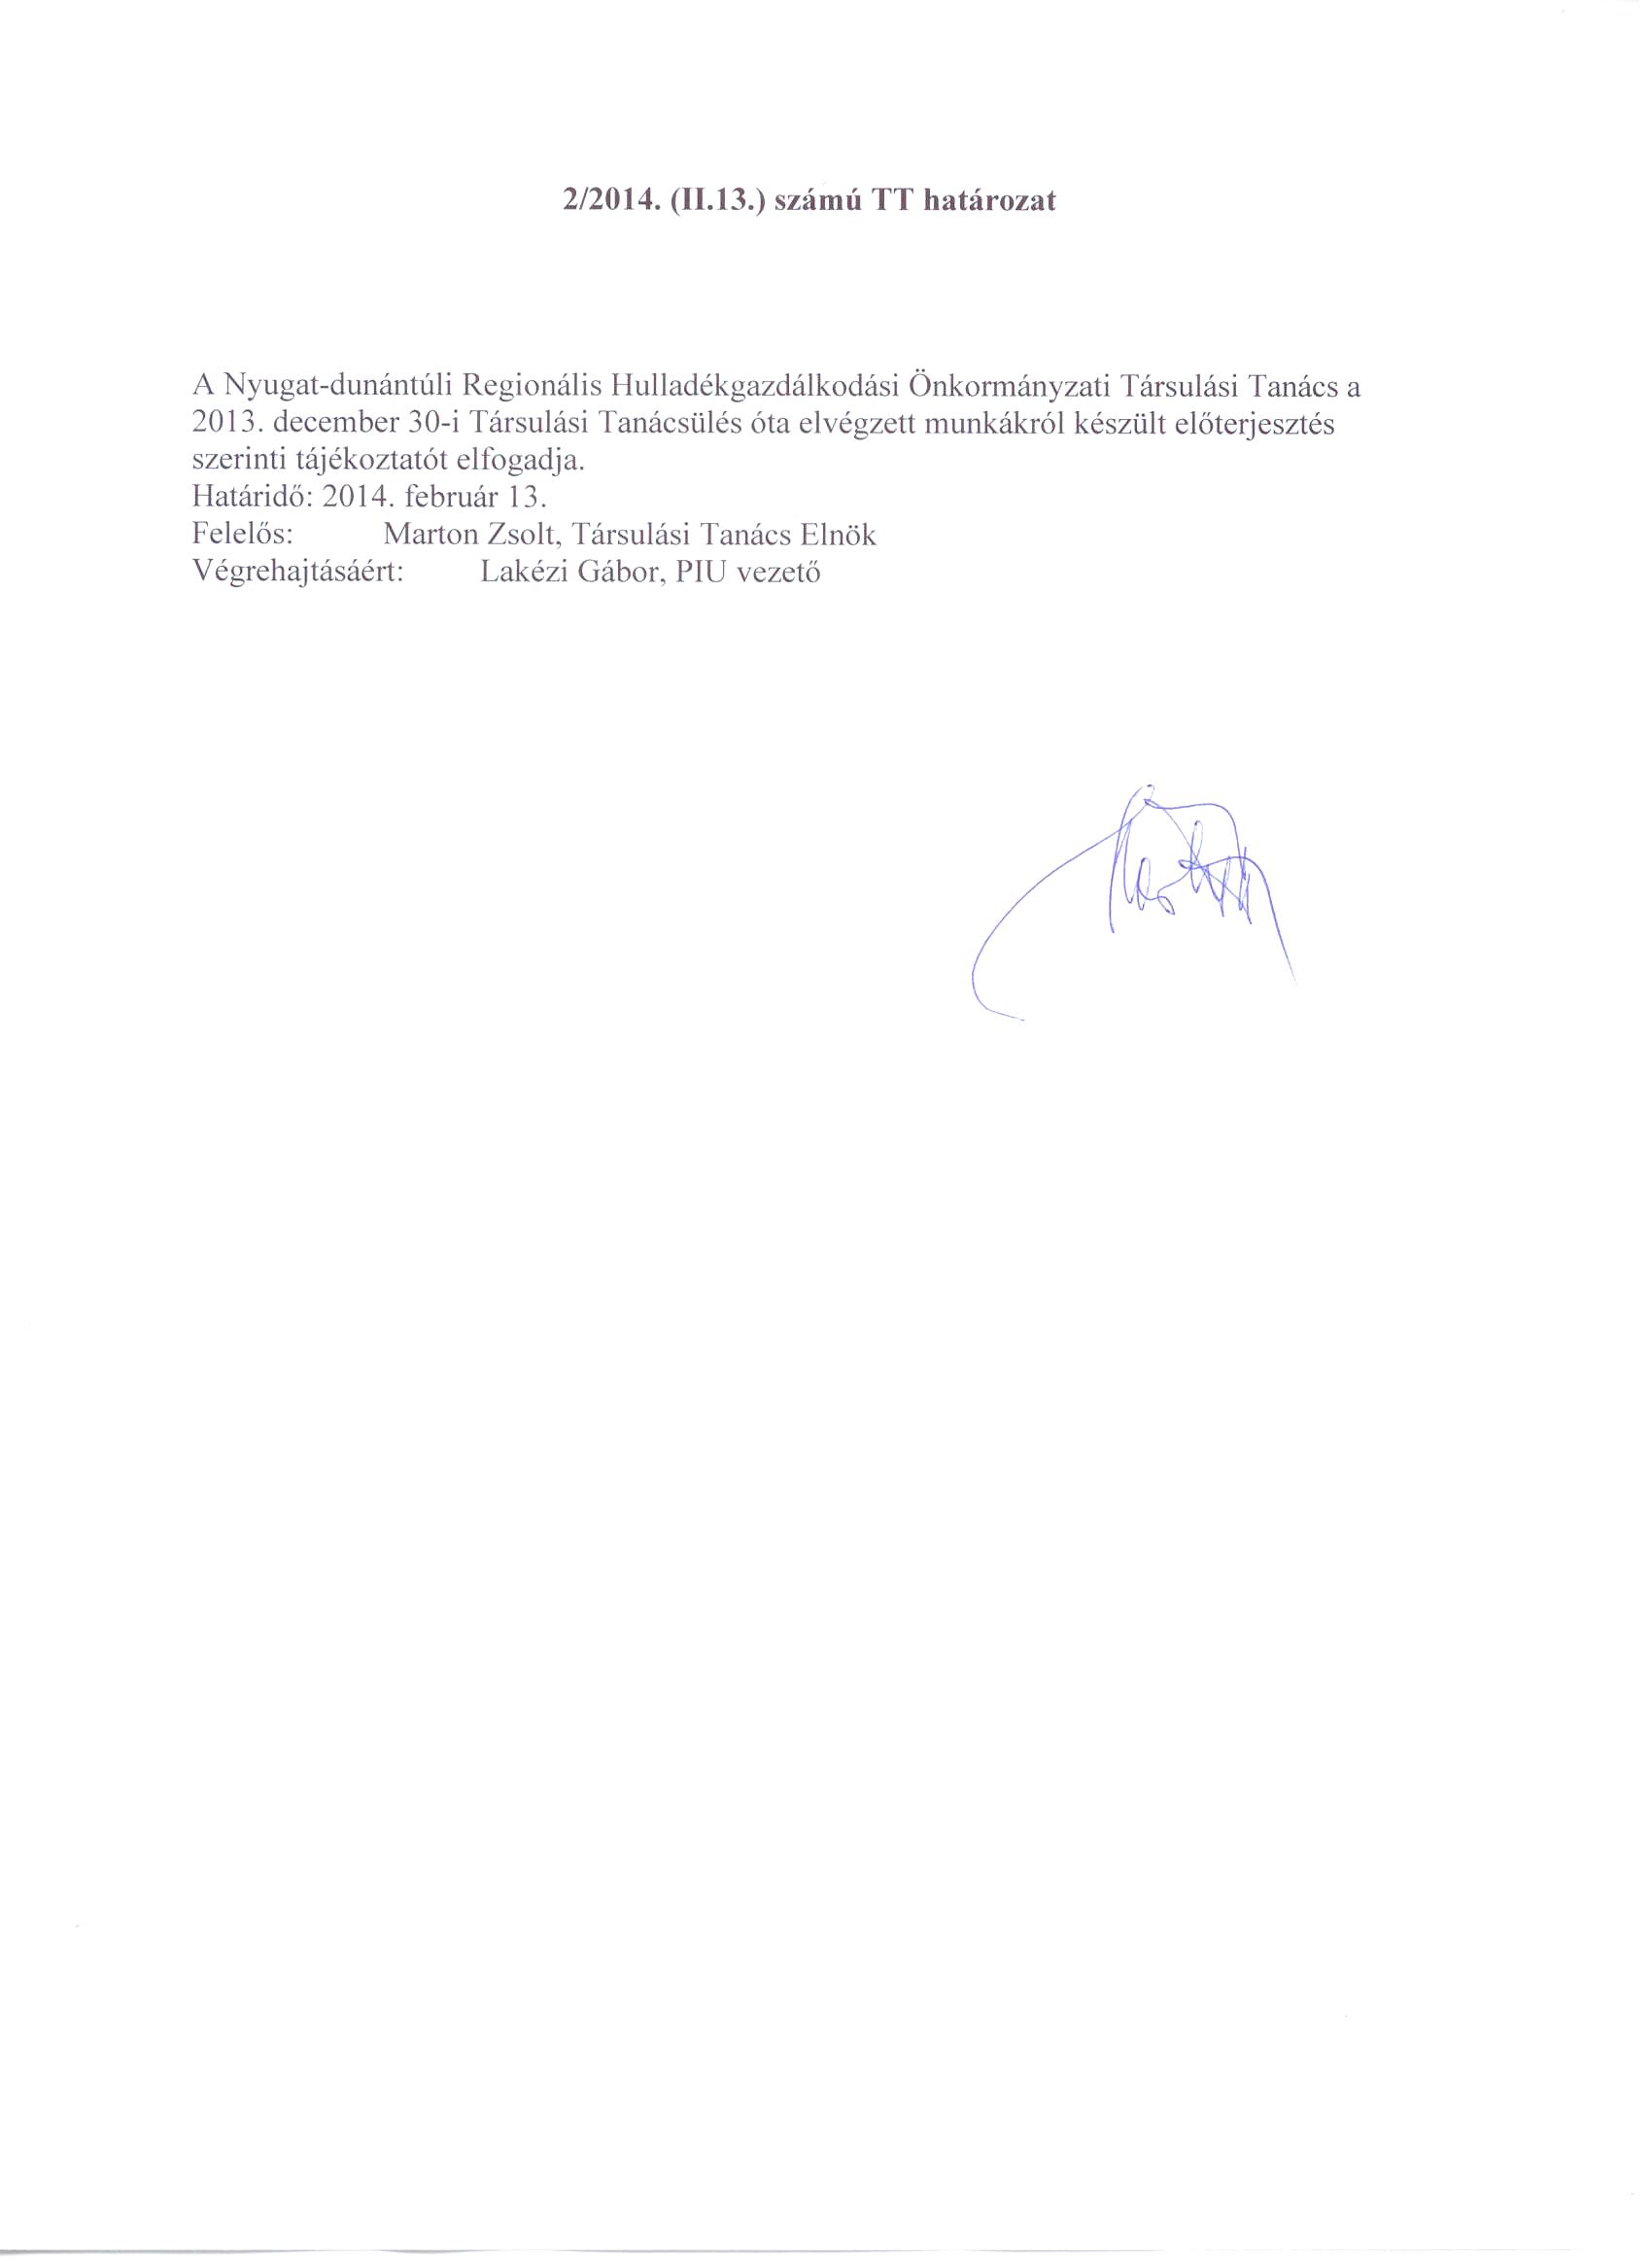 2/2014. (II.13.) számú TT határozat
A Nyugat-dunántúli Regionális Hulladékgazdálkodási Önkormányzati Társulási Tanács a
2013. december 30-i Társulási Tanácsülés óta elvégzett munkákról készült előterjesztés
szerinti tájékoztatót elfogadja.
Határidő: 2014. február 13.
Felelős: Marton Zsolt, Társulási Tanács Elnök
Végrehajtásáért: Lakézi Gábor, PIU vezető